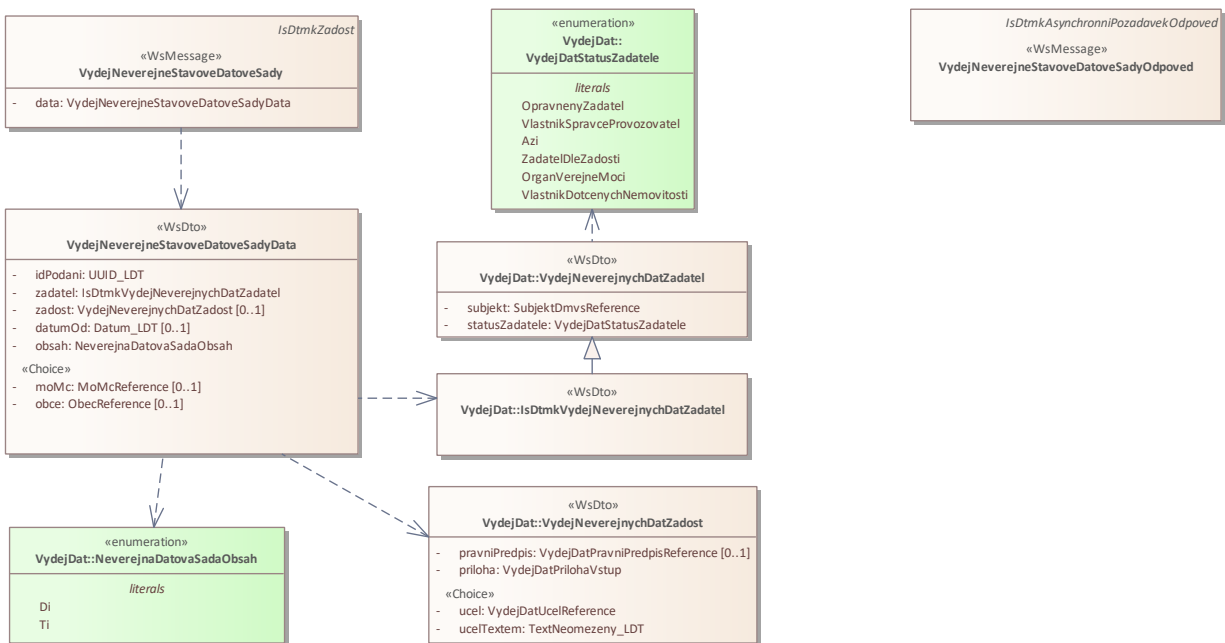 IsDtmkZadost
«WsMessage»
VydejNeverejneStavoveDatoveSady
- data: VydejNeverejneStavoveDatoveSadyData
«enumeration»
VydejDat::
VydejDatStatusZadatele
literals
OpravnenyZadatel
VlastnikSpravceProvozovatel
Azi
ZadatelDleZadosti
OrganVerejneMoci
VlastnikDotcenychNemovitosti
IsDtmkAsynchronniPozadavekOdpoved
«WsMessage»
VydejNeverejneStavoveDatoveSadyOdpoved
«WsDto»
VydejNeverejneStavoveDatoveSadyData
- idPodani: UUID_LDT
- zadatel: IsDtmkVydejNeverejnychDatZadatel
- zadost: VydejNeverejnychDatZadost [0..1]
- datumOd: Datum_LDT [0..1]
- obsah: NeverejnaDatovaSadaObsah
«Choice»
- moMc: MoMcReference [0..1]
- obce: ObecReference [0..1]
«WsDto»
VydejDat::VydejNeverejnychDatZadatel
- subjekt: SubjektDmvsReference
- statusZadatele: VydejDatStatusZadatele
«WsDto»
VydejDat::IsDtmkVydejNeverejnychDatZadatel
«WsDto»
VydejDat::VydejNeverejnychDatZadost
- pravniPredpis: VydejDatPravniPredpisReference [0..1]
- priloha: VydejDatPrilohaVstup
«Choice»
- ucel: VydejDatUcelReference
- ucelTextem: TextNeomezeny_LDT
«enumeration»
VydejDat::NeverejnaDatovaSadaObsah
literals
Di
Ti